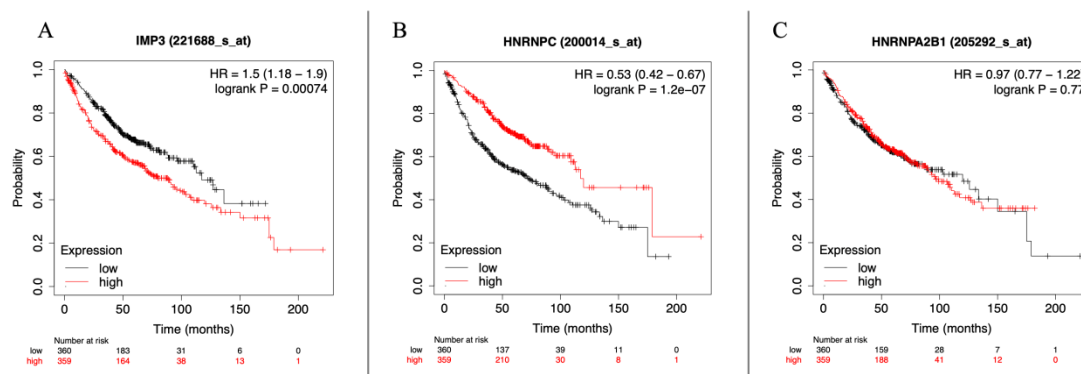 A
IMP3 (221688_s_at)
HR = 1.5 (1.18 − 1.9)
logrank P = 0.00074
Probability
1.0
0.8
0.6
0.4
0.2
0.0
Expression
low
high
0 50 100 150 200
Time (months)
Number at risk
low 360 183 31 6 0
high 359 164 38 13 1
B
HNRNPC (200014_s_at)
HR = 0.53 (0.42 − 0.67)
logrank P = 1.2e−07
Probability
1.0
0.8
0.6
0.4
0.2
0.0
Expression
low
high
0 50 100 150 200
Time (months)
Number at risk
low 360 137 39 11 0
high 359 210 30 8 1
C
HNRNPA2B1 (205292_s_at)
HR = 0.97 (0.77 − 1.22)
logrank P = 0.77
Probability
1.0
0.8
0.6
0.4
0.2
0.0
Expression
low
high
0 50 100 150 200
Time (months)
Number at risk
low 360 159 28 7 1
high 359 188 41 12 0